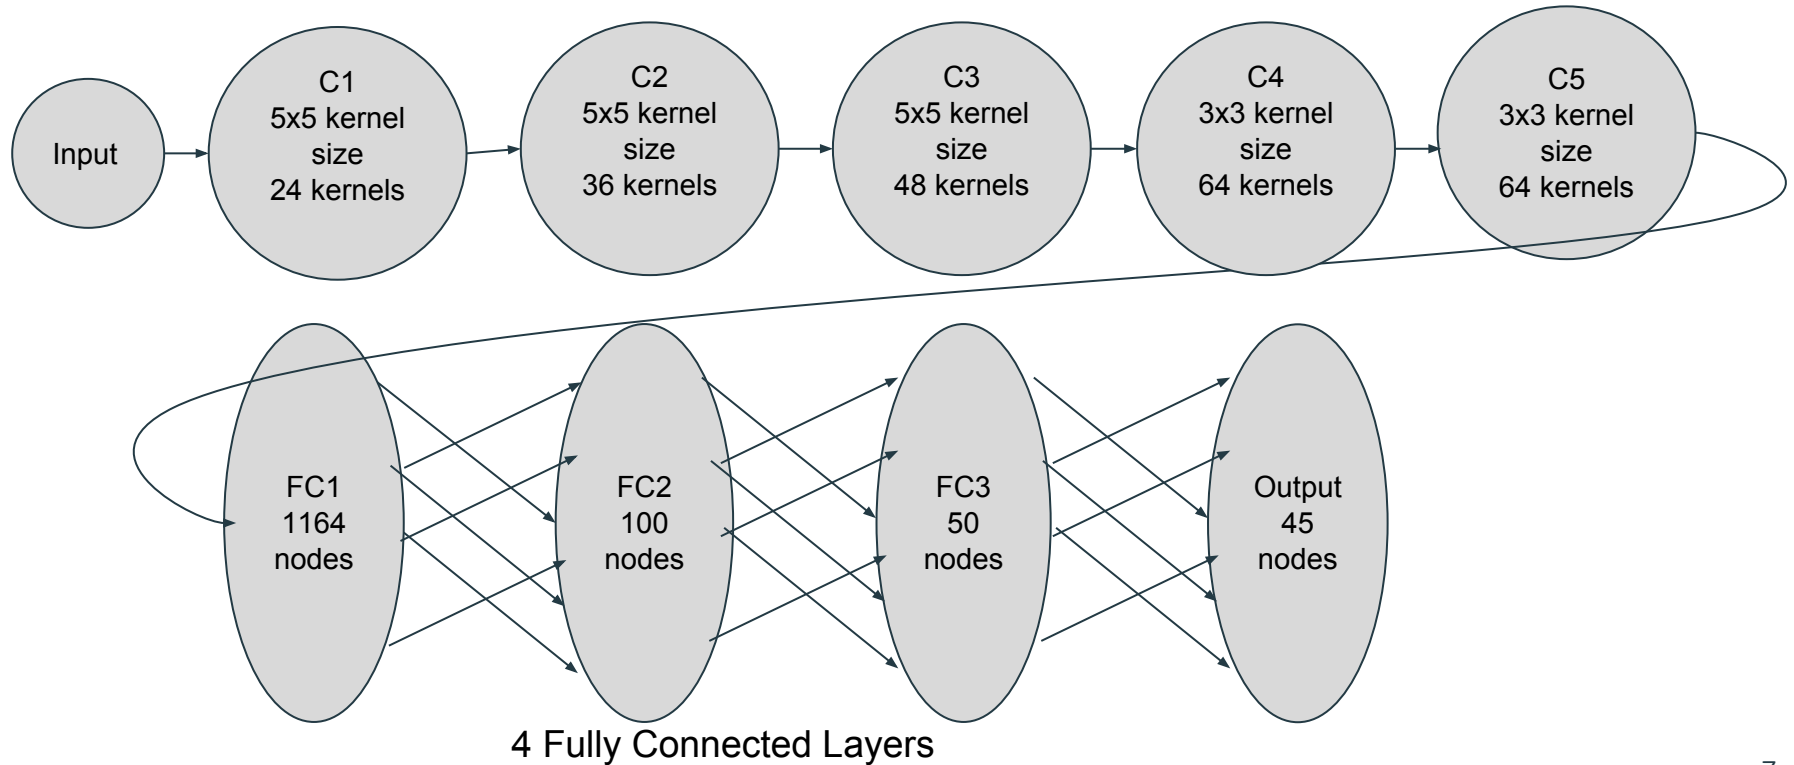 Input
C1
5x5 kernel
size
24 kernels
C2
5x5 kernel
size
36 kernels
C3
5x5 kernel
size
48 kernels
C4
3x3 kernel
size
64 kernels
C5
3x3 kernel
size
64 kernels
FC1
1164
nodes
FC2
100
nodes
FC3
50
nodes
Output
45
nodes
4 Fully Connected Layers